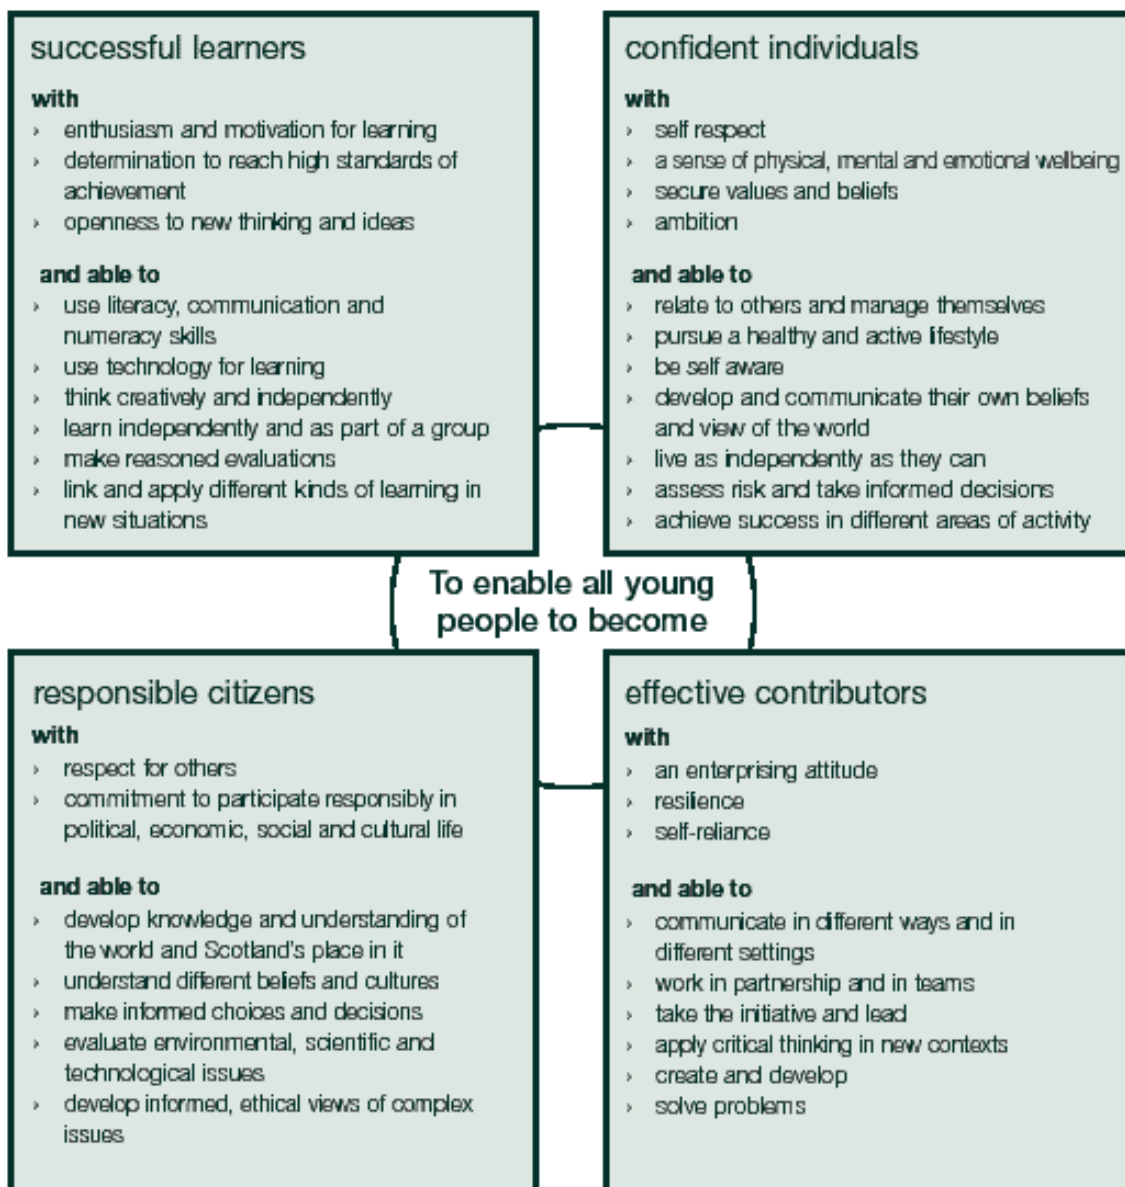 successful learners
with
› enthusiasm and motivation for learning
› determination to reach high standards of
achievement
› openness to new thinking and ideas
and able to
› use literacy, communication and
numeracy skills
› use technology for learning
› think creatively and independently
› learn independently and as part of a group
› make reasoned evaluations
› link and apply different kinds of learning in
new situations
confident individuals
with
› self respect
› a sense of physical, mental and emotional wellbeing
› secure values and beliefs
› ambition
and able to
› relate to others and manage themselves
› pursue a healthy and active lifestyle
› be self aware
› develop and communicate their own beliefs
and view of the world
› live as independently as they can
› assess risk and take informed decisions
› achieve success in different areas of activity
To enable all young
people to become
responsible citizens
with
› respect for others
› commitment to participate responsibly in
political, economic, social and cultural life
and able to
› develop knowledge and understanding of
the world and Scotland's place in it
› understand different beliefs and cultures
› make informed choices and decisions
› evaluate environmental, scientific and
technological issues
› develop informed, ethical views of complex
issues
effective contributors
with
› an enterprising attitude
› resilience
› self-reliance
and able to
› communicate in different ways and in
different settings
› work in partnership and in teams
› take the initiative and lead
› apply critical thinking in new contexts
› create and develop
› solve problems